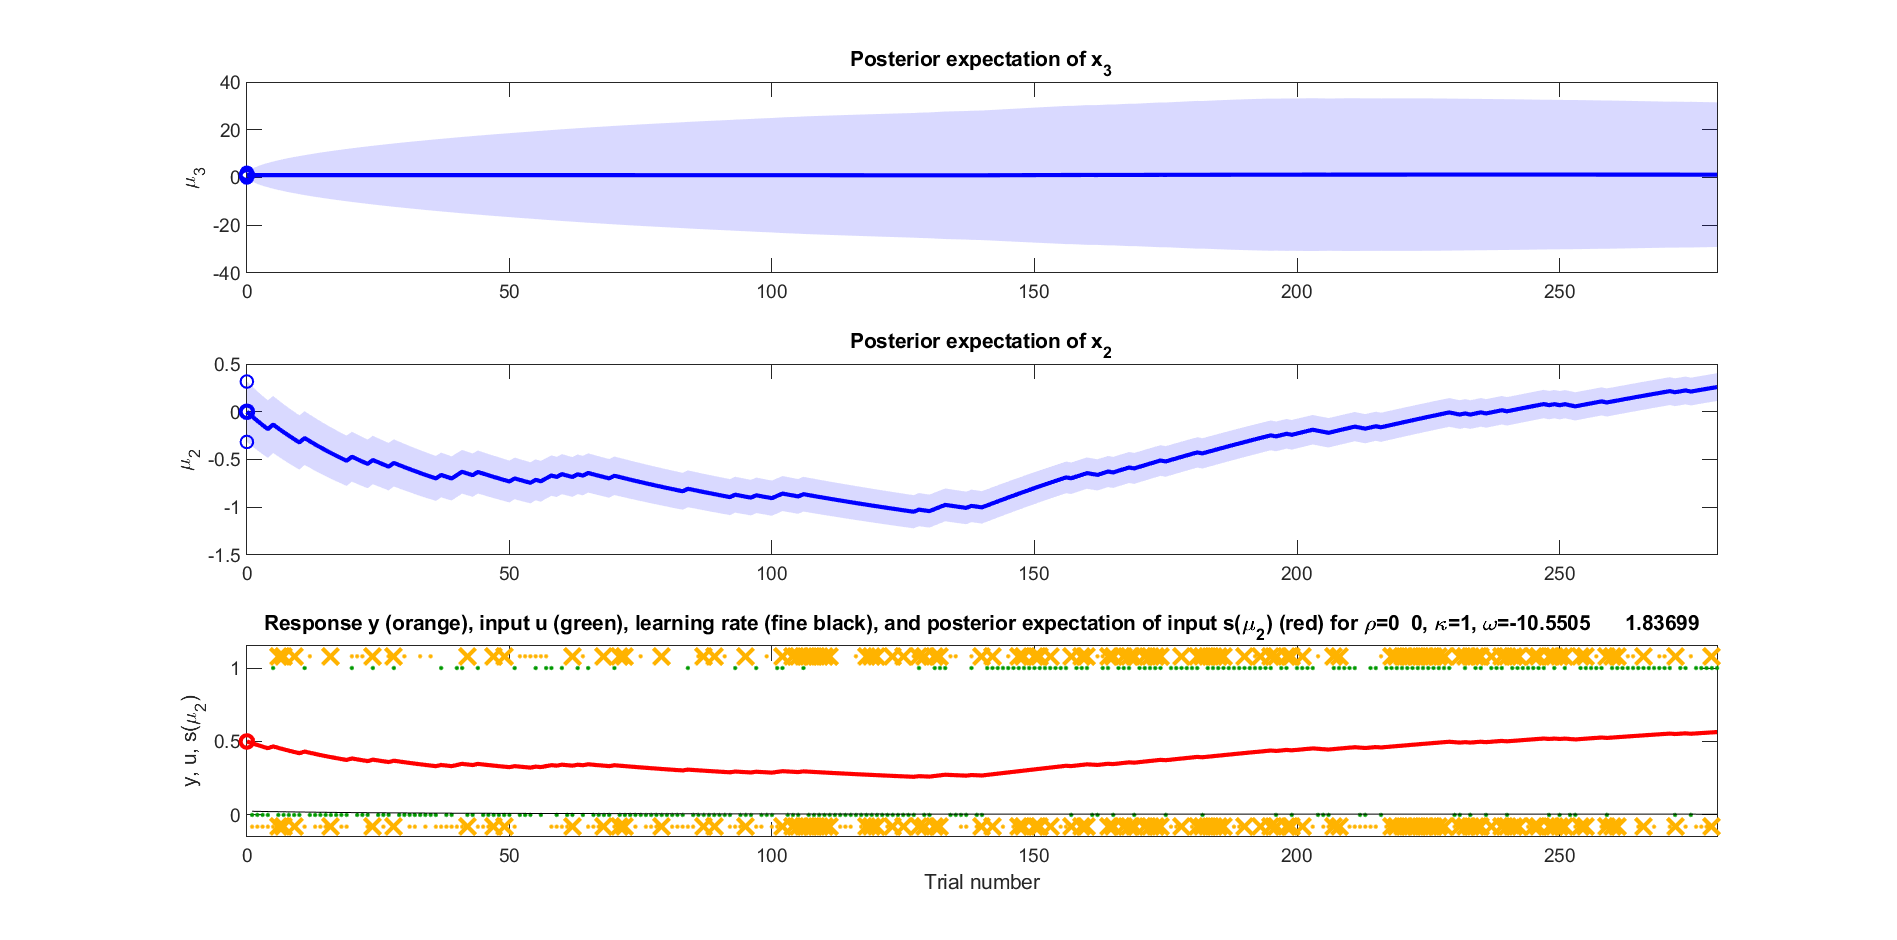 Posterior expectation of x3
40
20
0
-20
-40
μ3
0 50 100 150 200 250
Posterior expectation of x2
0.5
0
-0.5
-1
-1.5
μ2
0 50 100 150 200 250
Response y (orange), input u (green), learning rate (fine black), and posterior expectation of input s(μ2) (red) for ρ=0 0, κ=1, ω=-10.5505 1.83699
1
0.5
0
y, u, s(μ2)
0 50 100 150 200 250
Trial number